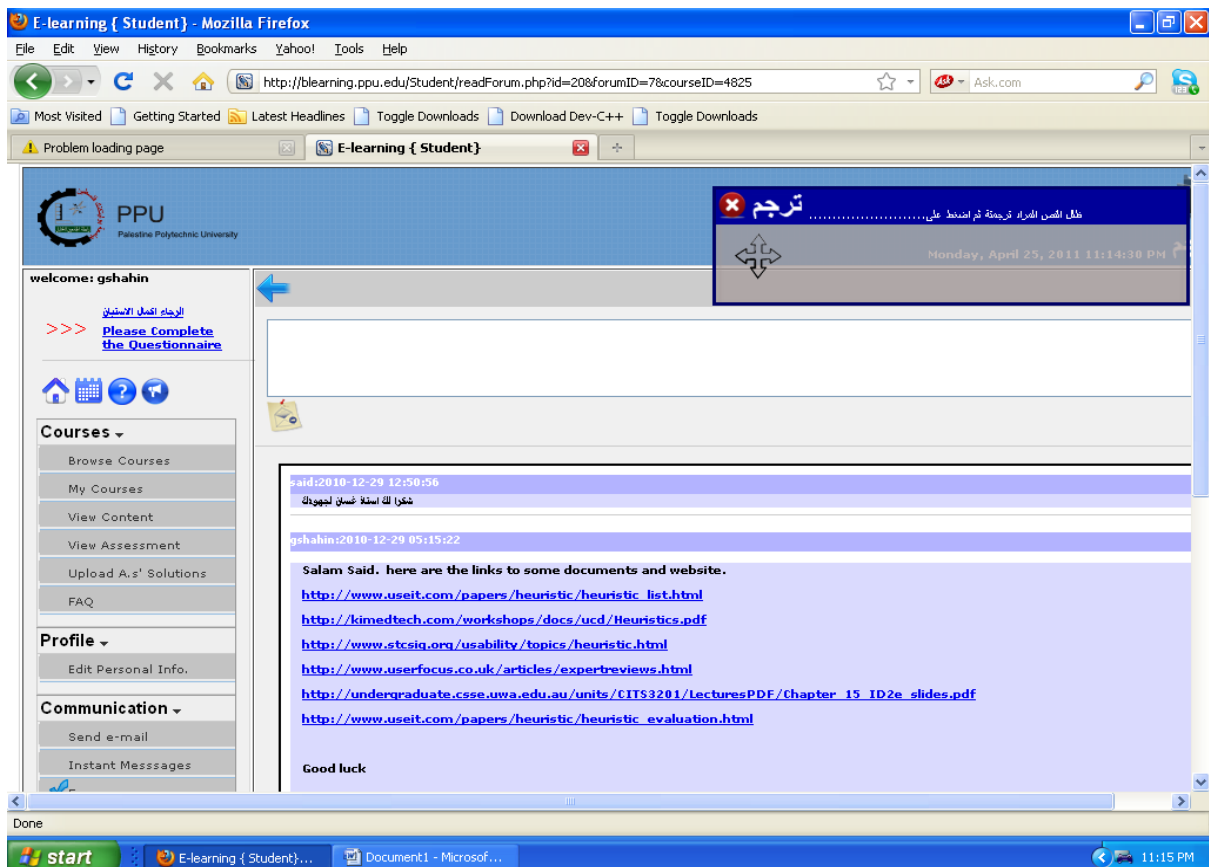 E-learning { Student} - Mozilla Firefox
File Edit View History Bookmarks Yahoo! Tools Help
http://blearning.ppu.edu/Student/readForum.php?id=20&forumID=7&courseID=4825
Ask.com
Most Visited Getting Started Latest Headlines Toggle Downloads Download Dev-C++ Toggle Downloads
Problem loading page
E-learning { Student}
PPU
Palestine Polytechnic University
ظلل النص المراد ترجمتة ثم اضغط على........................ ترجم
Monday, April 25, 2011 11:14:30 PM
welcome: gshahin
الرجاء اكمال الاستبيان
>>> Please Complete
the Questionnaire
Courses
Browse Courses
My Courses
View Content
View Assessment
Upload A.s' Solutions
FAQ
Profile
Edit Personal Info.
Communication
Send e-mail
Instant Messsages
said:2010-12-29 12:50:56
شكرا لك استاذ غسان لجهودك
gshahin:2010-12-29 05:15:22
Salam Said. here are the links to some documents and website.
http://www.useit.com/papers/heuristic/heuristic_list.html
http://kimedtech.com/workshops/docs/ucd/Heuristics.pdf
http://www.stcsig.org/usability/topics/heuristic.html
http://www.userfocus.co.uk/articles/expertreviews.html
http://undergraduate.csse.uwa.edu.au/units/CITS3201/LecturesPDF/Chapter_15_ID2e_slides.pdf
http://www.useit.com/papers/heuristic/heuristic_evaluation.html
Good luck
Done
start
E-learning { Student}...
Document1 - Microsof...
11:15 PM